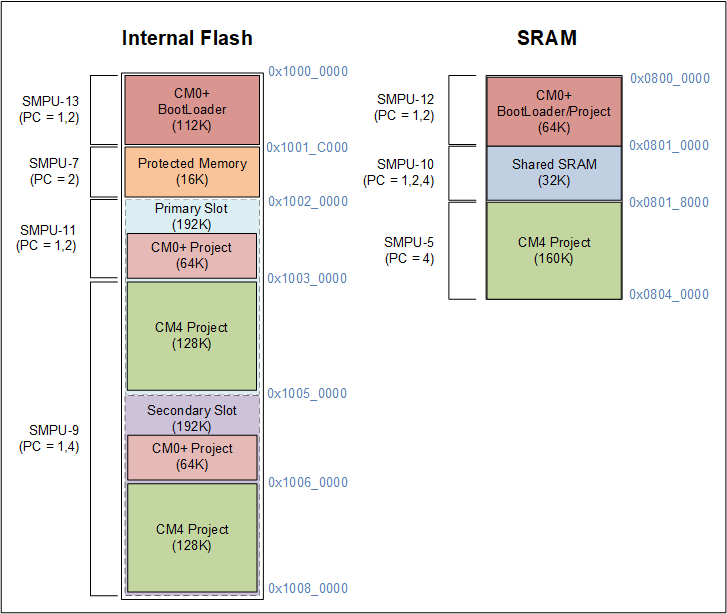 Internal Flash
SMPU-13
(PC = 1,2)
SMPU-7
(PC = 2)
SMPU-11
(PC = 1,2)
SMPU-9
(PC = 1,4)
CM0+
BootLoader
(112K)
Protected Memory
(16K)
Primary Slot
(192K)
CM0+ Project
(64K)
CM4 Project
(128K)
Secondary Slot
(192K)
CM0+ Project
(64K)
CM4 Project
(128K)
0x1000_0000
0x1001_C000
0x1002_0000
0x1003_0000
0x1005_0000
0x1006_0000
0x1008_0000
SRAM
SMPU-12
(PC = 1,2)
SMPU-10
(PC = 1,2,4)
SMPU-5
(PC = 4)
CM0+
BootLoader/Project
(64K)
Shared SRAM
(32K)
CM4 Project
(160K)
0x0800_0000
0x0801_0000
0x0801_8000
0x0804_0000